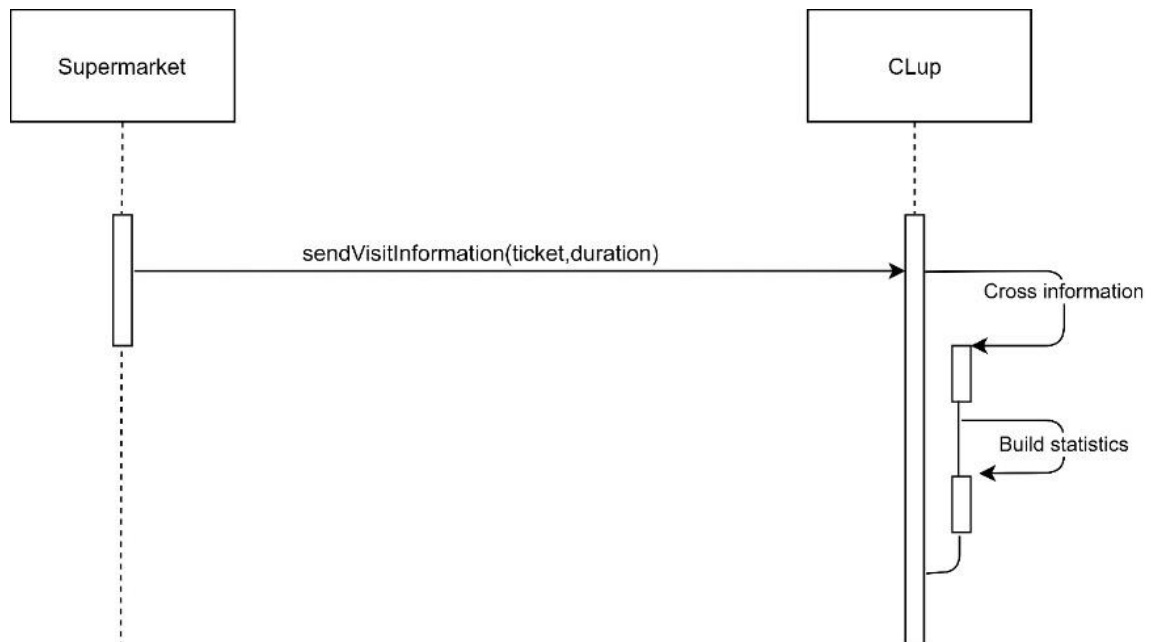 Supermarket
CLup
sendVisitInformation(ticket,duration)
Cross information
Build statistics